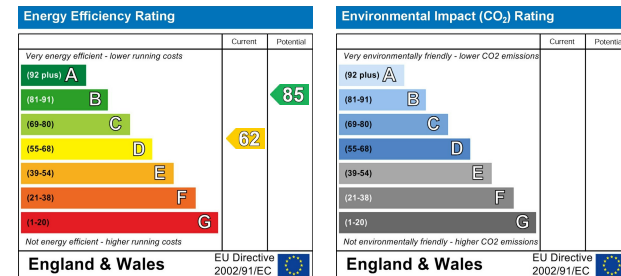 Energy Efficiency Rating
Current Potential
Very energy efficient - lower running costs
(92 plus) A
(81-91) B
85
(69-80) C
(55-68) D
62
(39-54) E
(21-38) F
(1-20) G
Not energy efficient - higher running costs
England & Wales
EU Directive
2002/91/EC
Environmental Impact (CO2) Rating
Current Potentia
Very environmentally friendly - lower CO2 emissions
(92 plus) A
(81-91) B
(69-80) C
(55-68) D
(39-54) E
(21-38) F
(1-20) G
Not environmentally friendly - higher CO2 emissions
England & Wales
EU Directive
2002/91/EC